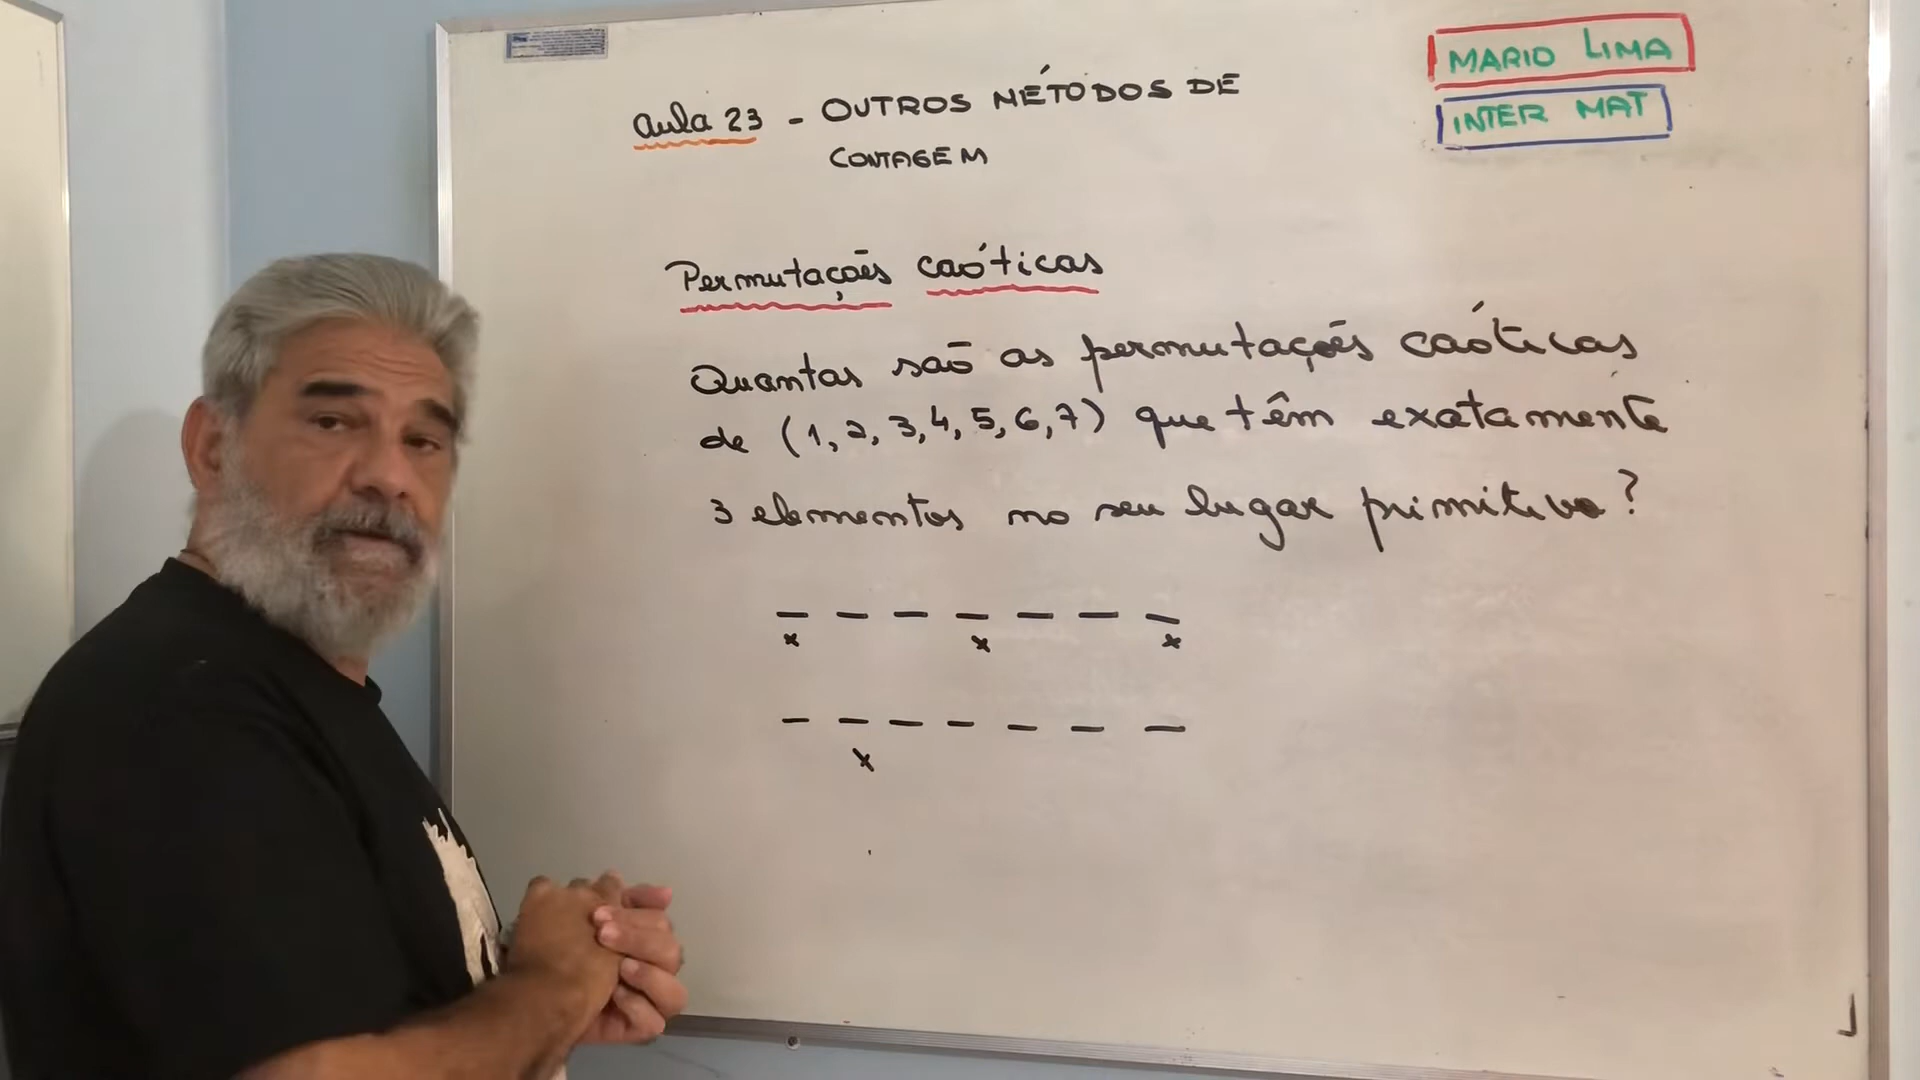 Aula 23 - OUTROS MÉTODOS DE
CONTAGEM
MARIO LIMA
INTER MAT
Permutações caóticas
Quantas são as permutações caóticas
de (1, 2, 3, 4, 5, 6, 7) que têm exatamente
3 elementos no seu lugar primitivo?